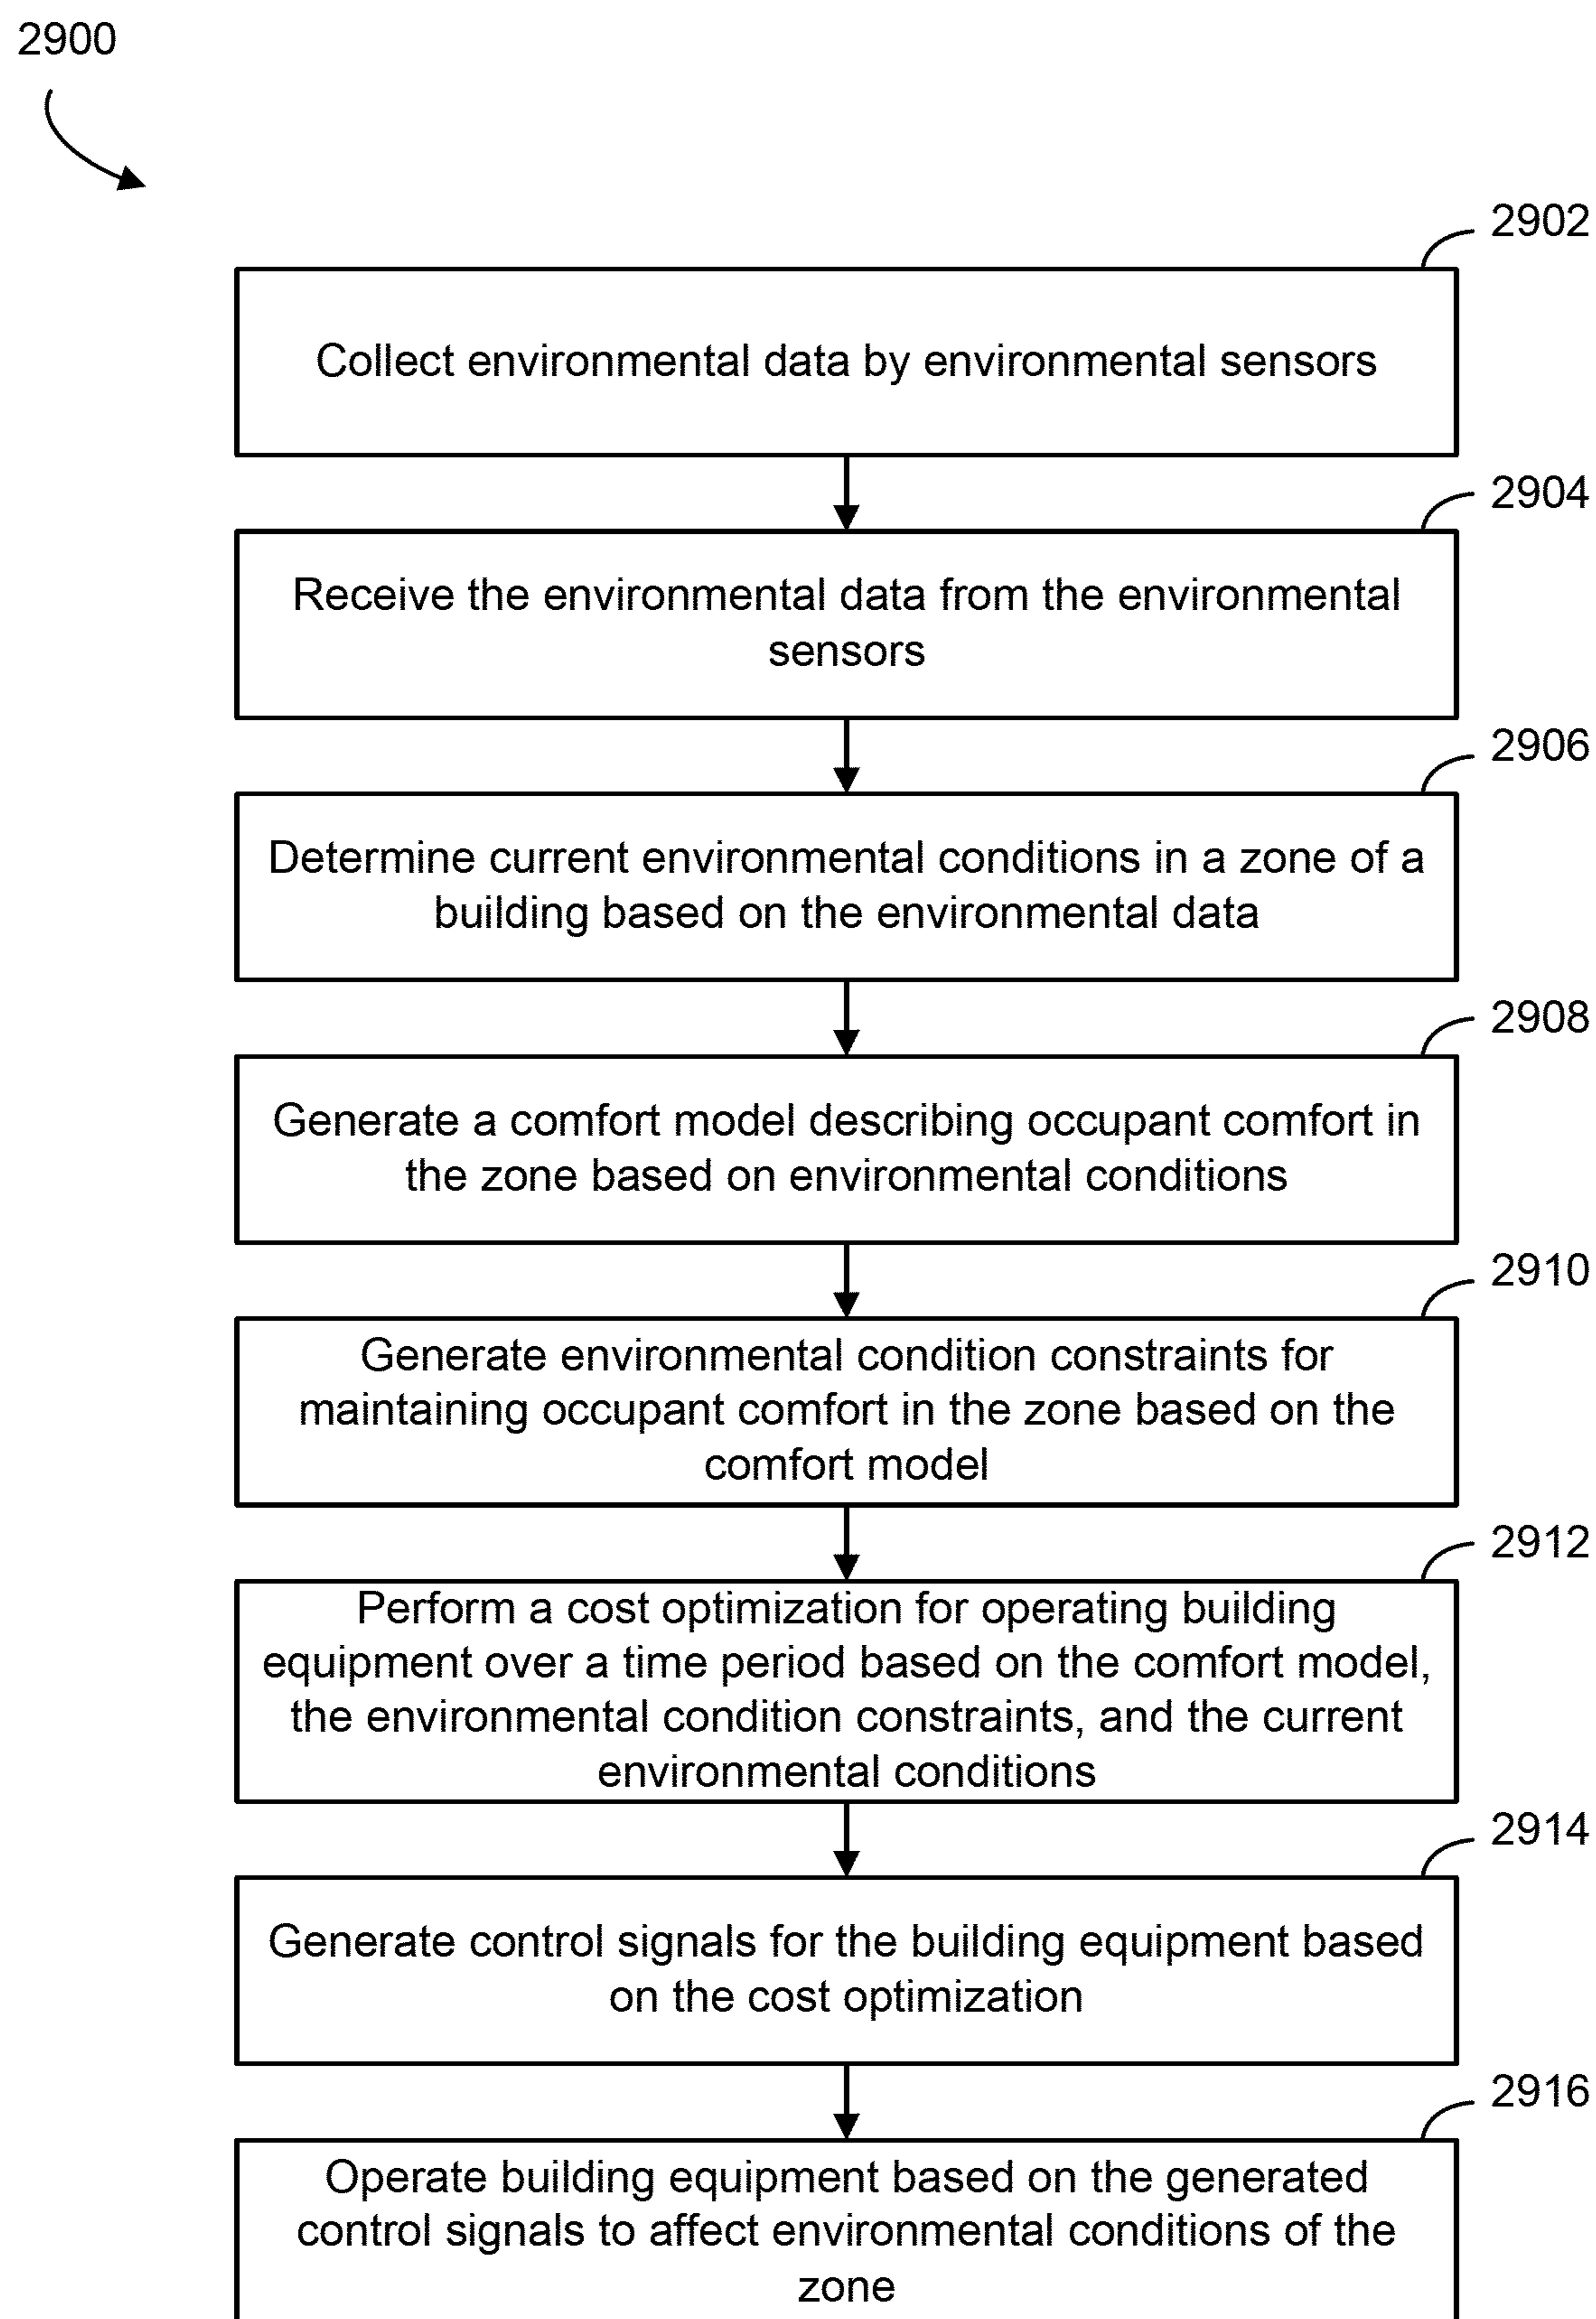 2900
2902
Collect environmental data by environmental sensors
2904
Receive the environmental data from the environmental
sensors
2906
Determine current environmental conditions in a zone of a
building based on the environmental data
2908
Generate a comfort model describing occupant comfort in
the zone based on environmental conditions
2910
Generate environmental condition constraints for
maintaining occupant comfort in the zone based on the
comfort model
2912
Perform a cost optimization for operating building
equipment over a time period based on the comfort model,
the environmental condition constraints, and the current
environmental conditions
2914
Generate control signals for the building equipment based
on the cost optimization
2916
Operate building equipment based on the generated
control signals to affect environmental conditions of the
zone